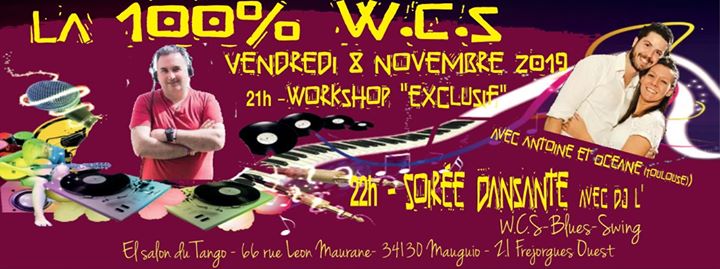 LA 100% W.C.S
VENDREDI 8 NOVEMBRE 2019
21h - WORKSHOP "EXCLUSIF"
AVEC ANTOINE ET OCEANE (TOULOUSE))
22h - SOIRÉE DANSANTE AVEC DJ L'
W.C.S-Blues-Swing
El salon du Tango - 66 rue Leon Maurane- 34130 Mauguio - Z.I Frejorgues Ouest